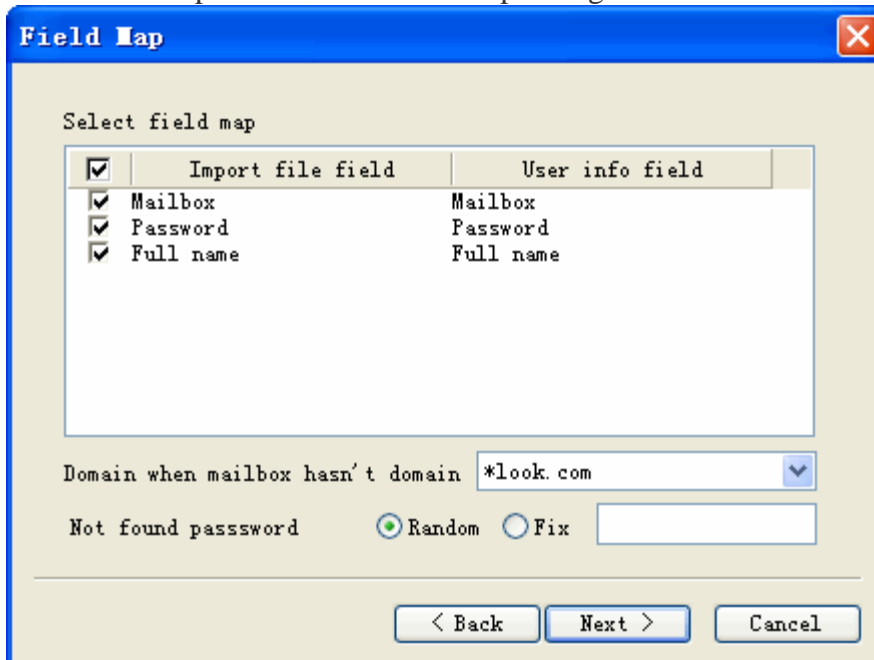 Field Map
Select field map
Import file field User info field
Mailbox Mailbox
Password Password
Full name Full name
Domain when mailbox hasn't domain *look.com
Not found passsword Random Fix
< Back Next > Cancel